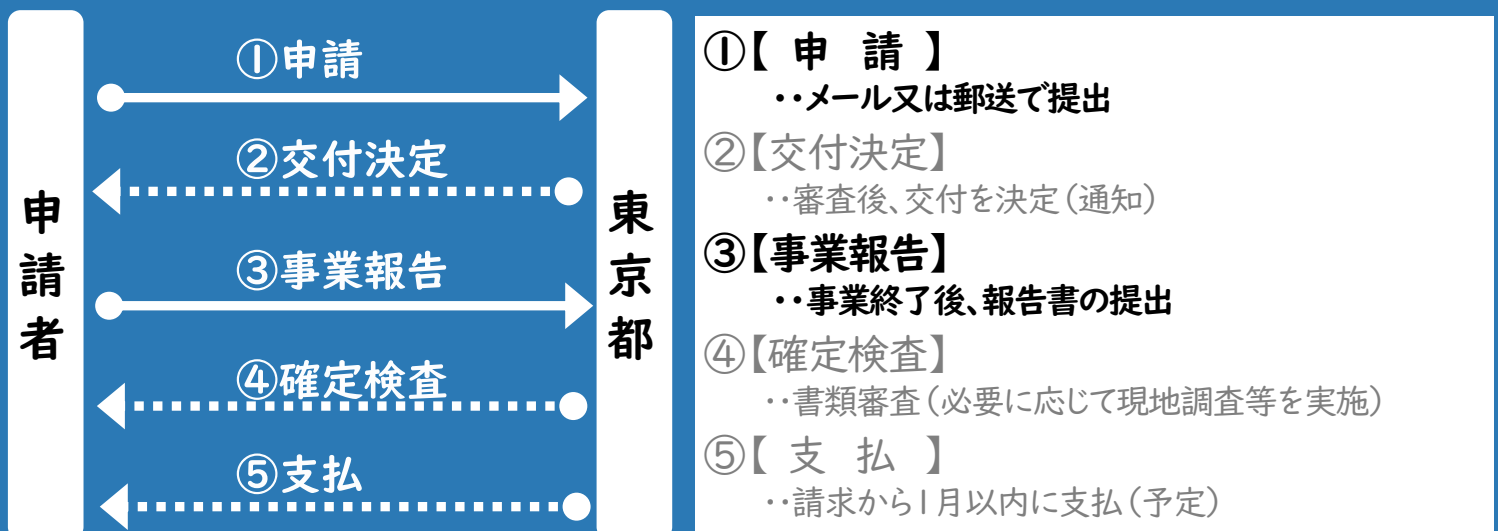 申請者
①申請
②交付決定
③事業報告
④確定検査
⑤支払
東京都
①【 申 請 】
‥メール又は郵送で提出
②【交付決定】
‥審査後、交付を決定(通知)
③【事業報告】
‥事業終了後、報告書の提出
④【確定検査】
‥書類審査(必要に応じて現地調査等を実施)
⑤【 支 払 】
‥請求から1月以内に支払(予定)